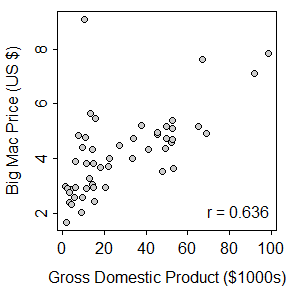 8
6
4
2
Big Mac Price (US $)
r = 0.636
0 20 40 60 80 100
Gross Domestic Product ($1000s)